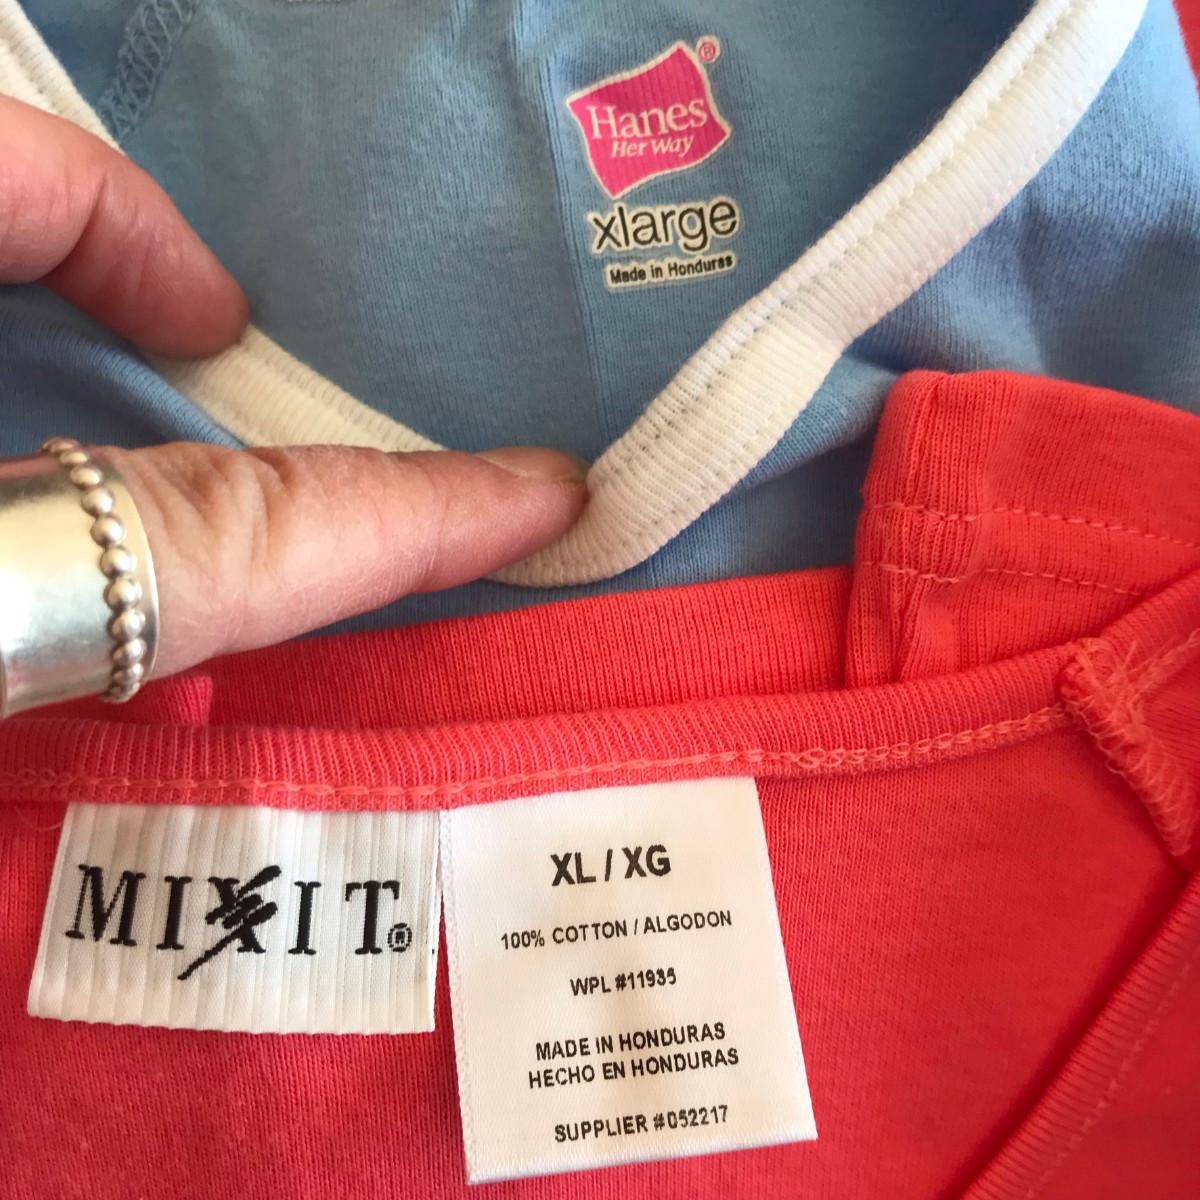 Hanes®
Her Way
xlarge
Made in Honduras
MIXIT®
XL / XG
100% COTTON / ALGODON
WPL #11935
MADE IN HONDURAS
HECHO EN HONDURAS
SUPPLIER #052217